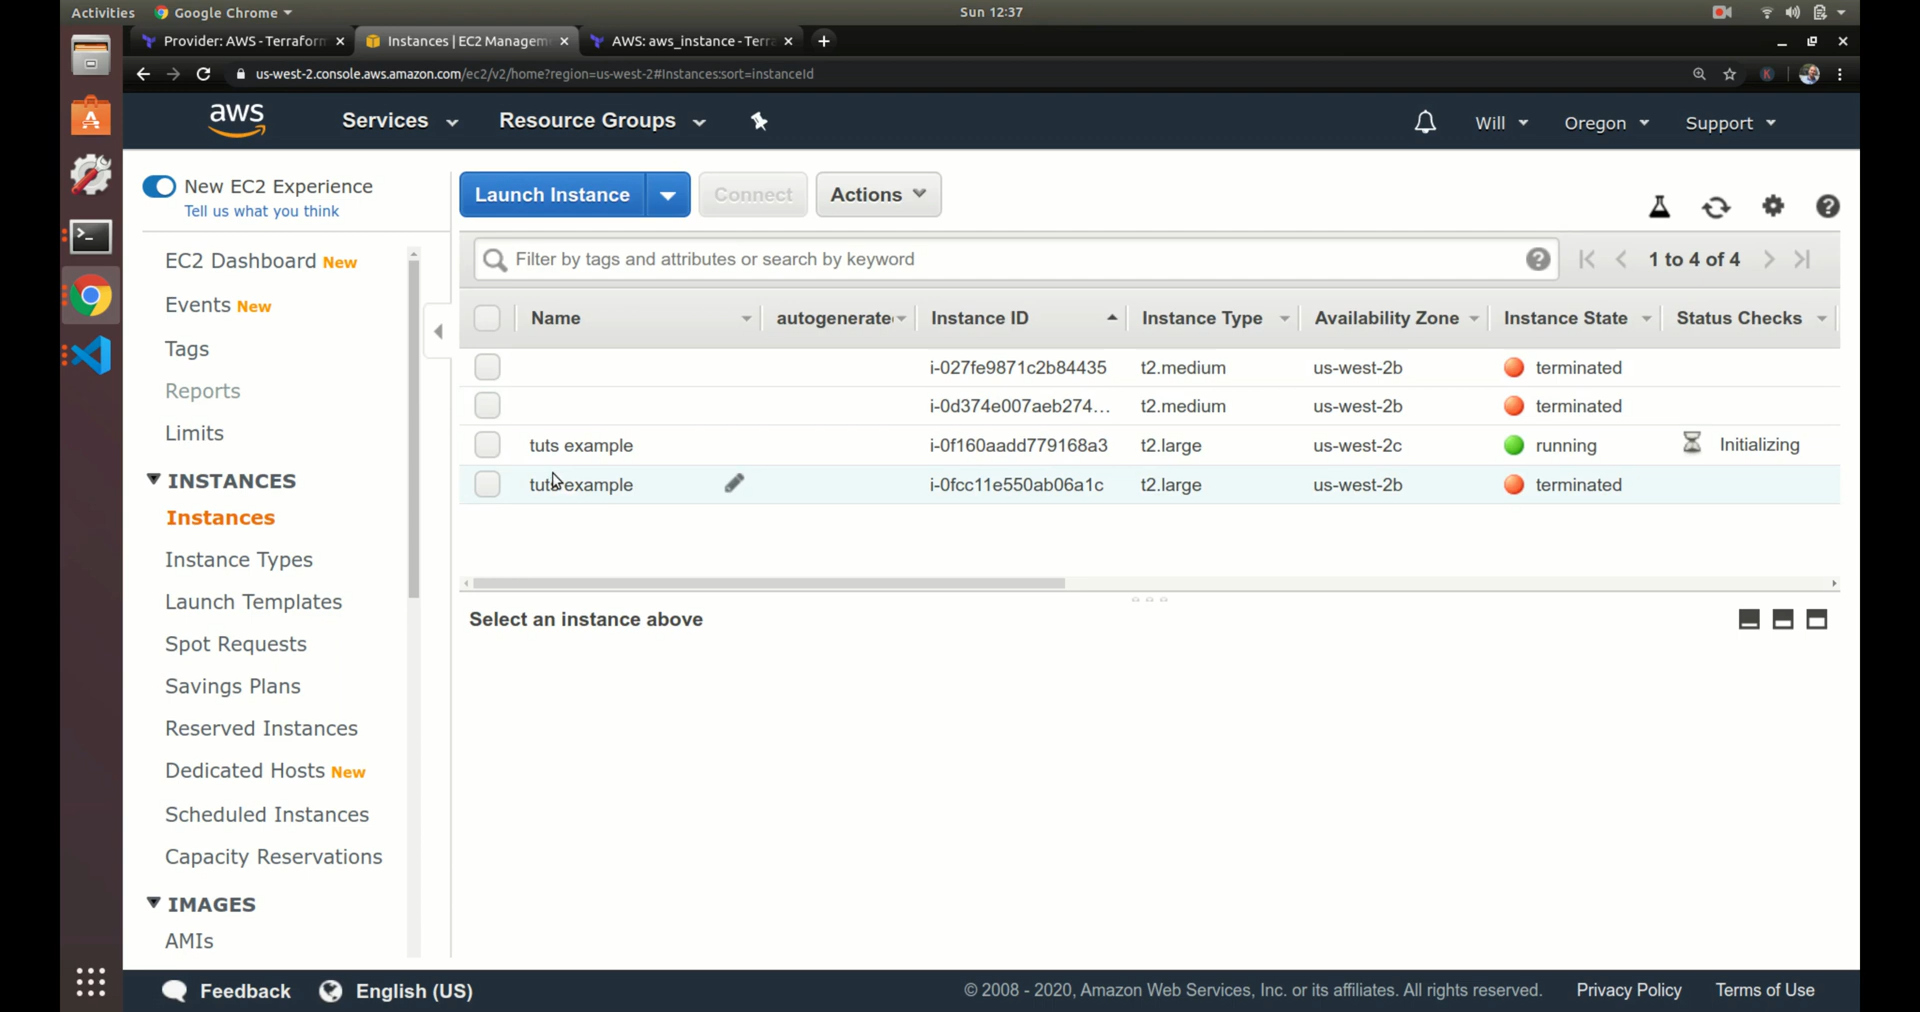 Activities Google Chrome Sun 12:37
Provider: AWS - Terraform Instances | EC2 Managem AWS: aws_instance - Terra
us-west-2.console.aws.amazon.com/ec2/v2/home?region=us-west-2#Instances:sort=instanceId K
aws Services Resource Groups Will Oregon Support
New EC2 Experience
Tell us what you think
EC2 Dashboard New
Events New
Tags
Reports
Limits
INSTANCES
Instances
Instance Types
Launch Templates
Spot Requests
Savings Plans
Reserved Instances
Dedicated Hosts New
Scheduled Instances
Capacity Reservations
IMAGES
AMIs
Launch Instance Connect Actions
Filter by tags and attributes or search by keyword 1 to 4 of 4
Name autogenerate Instance ID Instance Type Availability Zone Instance State Status Checks
i-027fe9871c2b84435 t2.medium us-west-2b terminated
i-0d374e007aeb274... t2.medium us-west-2b terminated
tuts example i-0f160aadd779168a3 t2.large us-west-2c running Initializing
tuts example i-0fcc11e550ab06a1c t2.large us-west-2b terminated
Select an instance above
Feedback English (US) © 2008 - 2020, Amazon Web Services, Inc. or its affiliates. All rights reserved. Privacy Policy Terms of Use